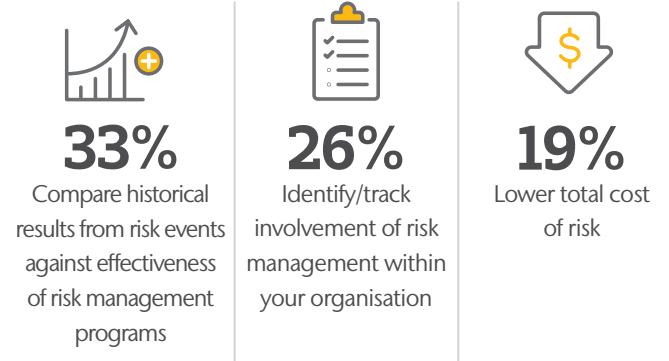 33%
Compare historical
results from risk events
against effectiveness
of risk management
programs
26%
Identify/track
involvement of risk
management within
your organisation
$
19%
Lower total cost
of risk